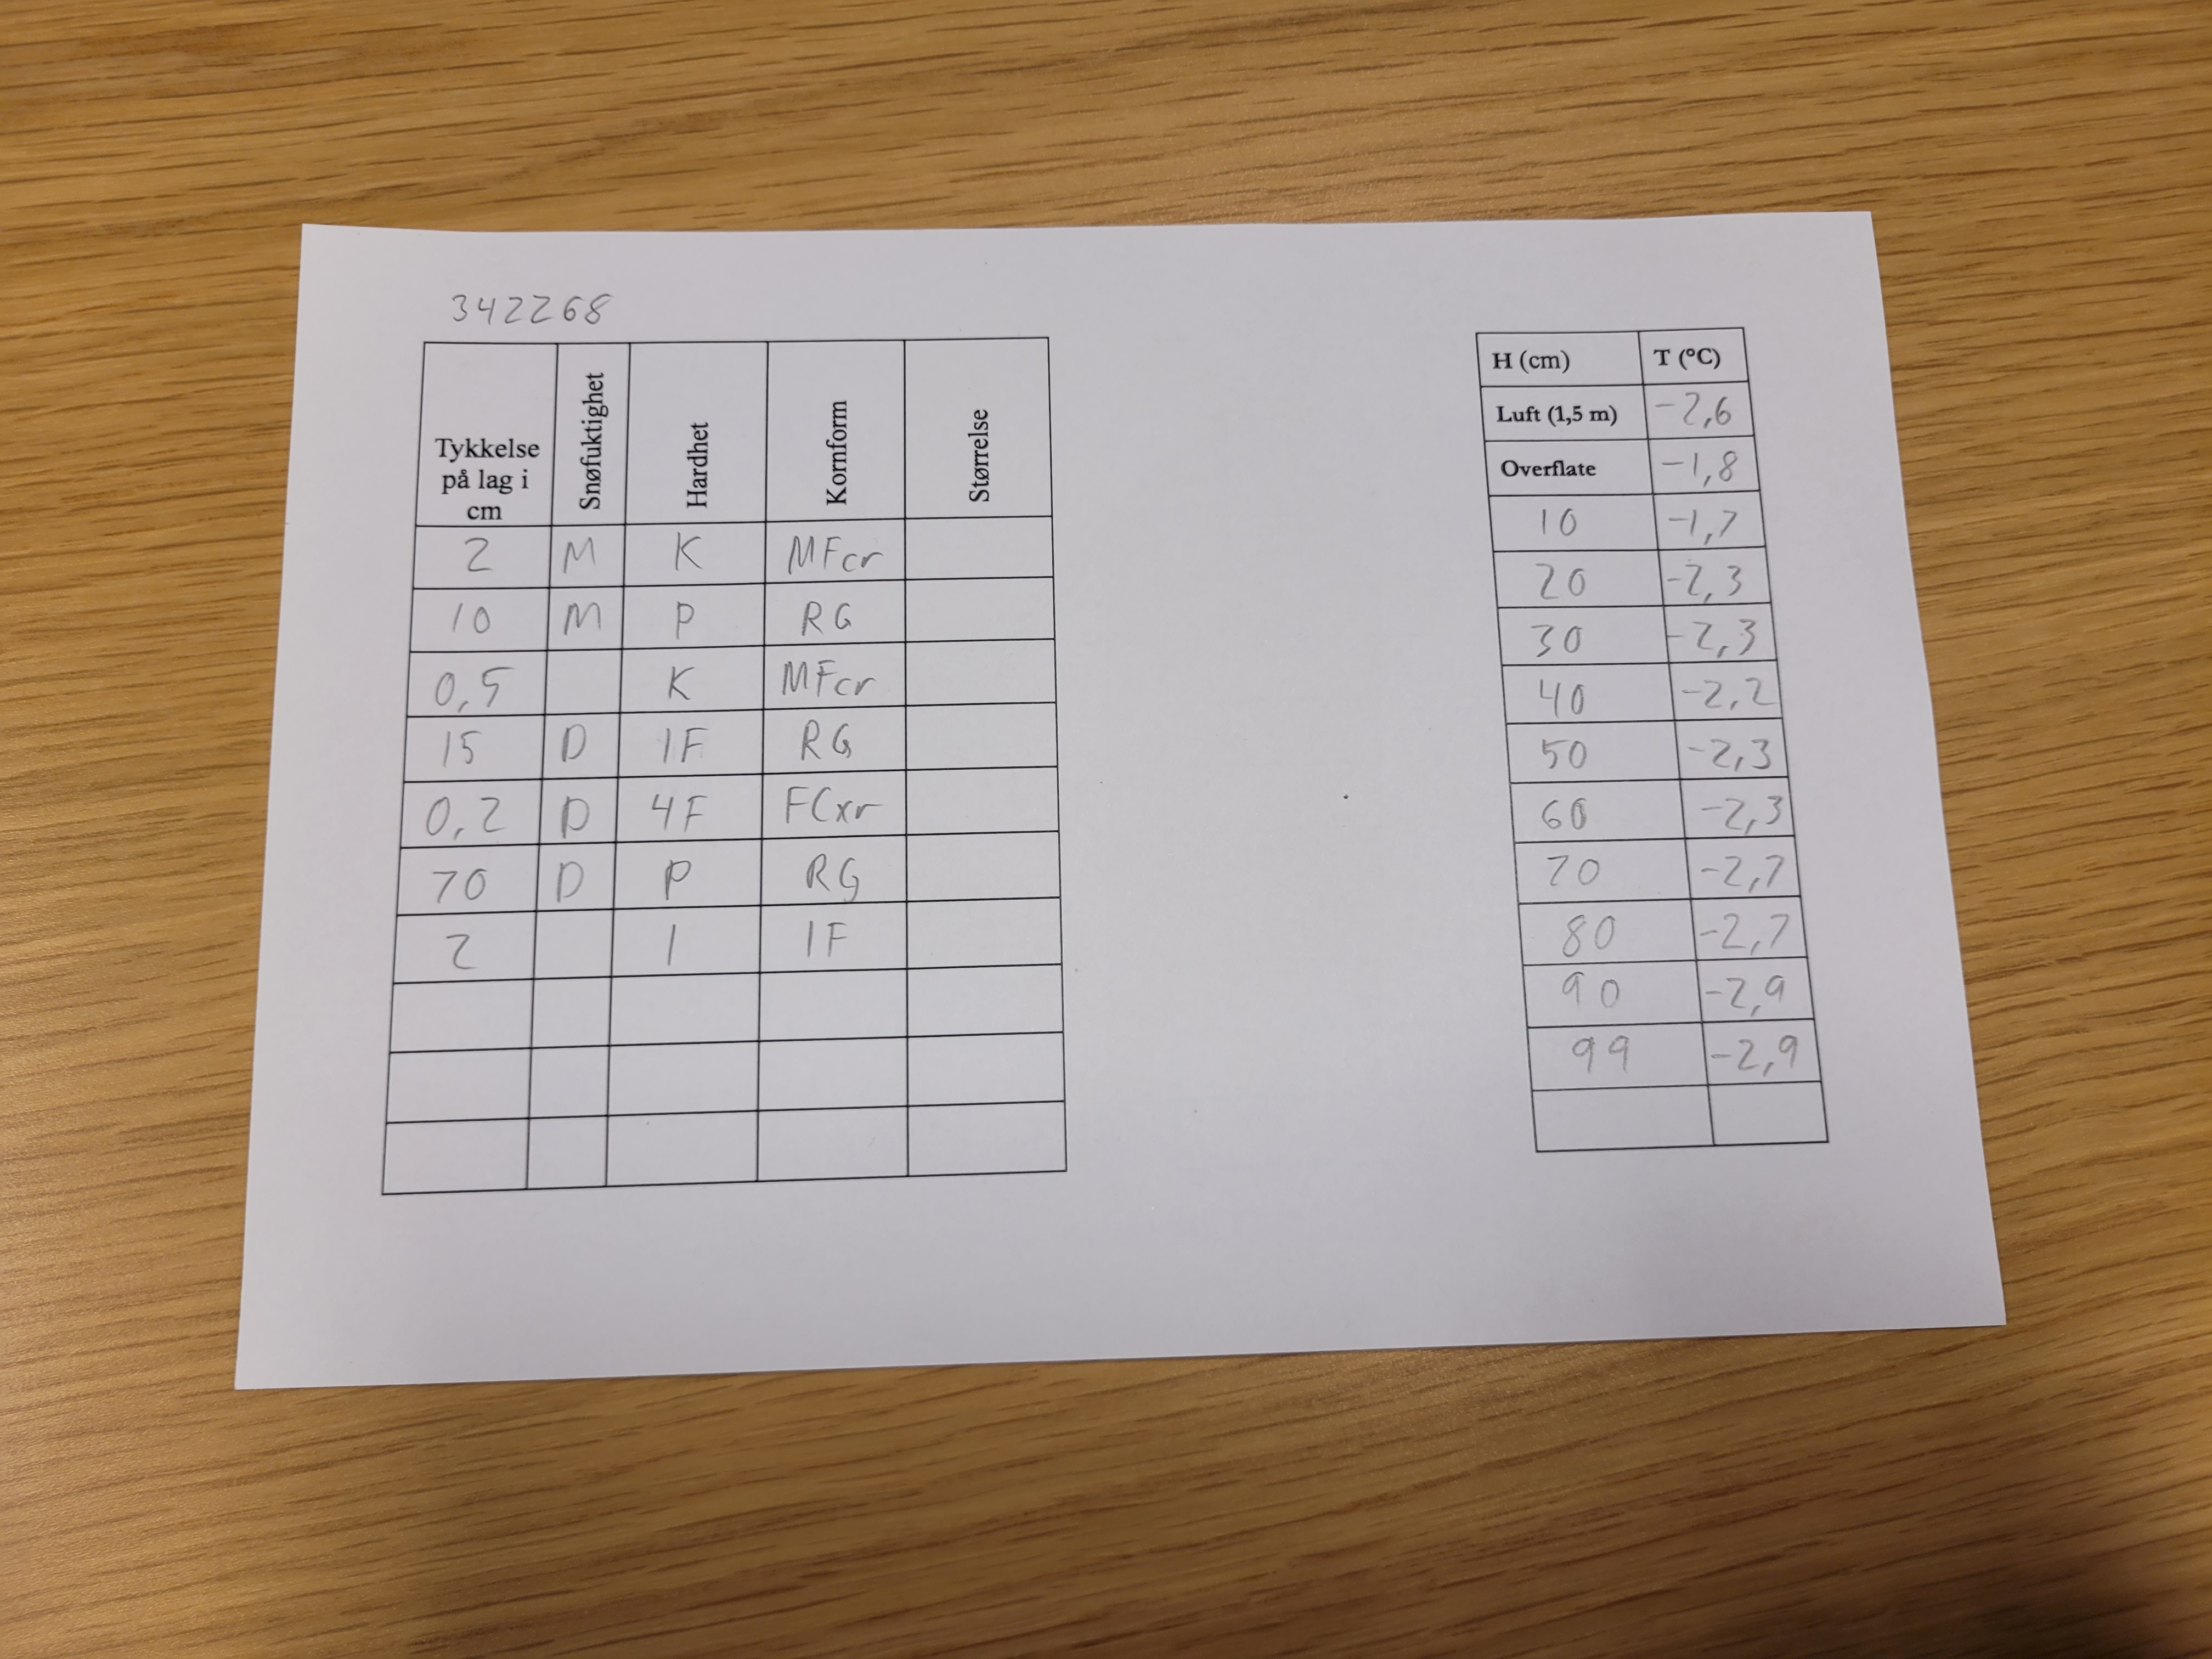 342268
Tykkelse på lag i cm Snøfuktighet Hardhet Kornform Størrelse
2 M K MFcr
10 M P RG
0,5 K MFcr
15 D 1F RG
0,2 D 4F FCxr
70 D P RG
2 I IF
H (cm) T (°C)
Luft (1,5 m) -2,6
Overflate -1,8
10 -1,7
20 -2,3
30 -2,3
40 -2,2
50 -2,3
60 -2,3
70 -2,7
80 -2,7
90 -2,9
99 -2,9